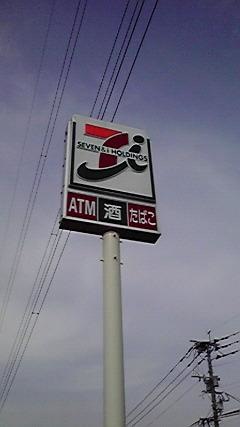 SEVEN & i HOLDINGS
ATM 酒 たばこ